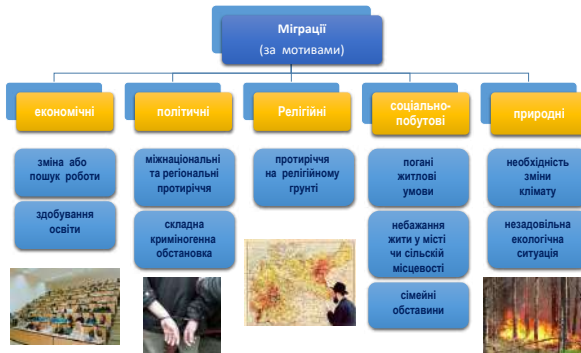 Міграції
(за мотивами)
економічні
політичні
Релігійні
соціально-
побутові
природні
зміна або
пошук роботи
здобування
освіти
міжнаціональні
та регіональні
протиріччя
складна
криміногенна
обстановка
протиріччя
на релігійному
грунті
погані
житлові
умови
небажання
жити у місті
чи сільскій
місцевості
сімейні
обставини
необхідність
зміни
клімату
незадовільна
екологічна
ситуація